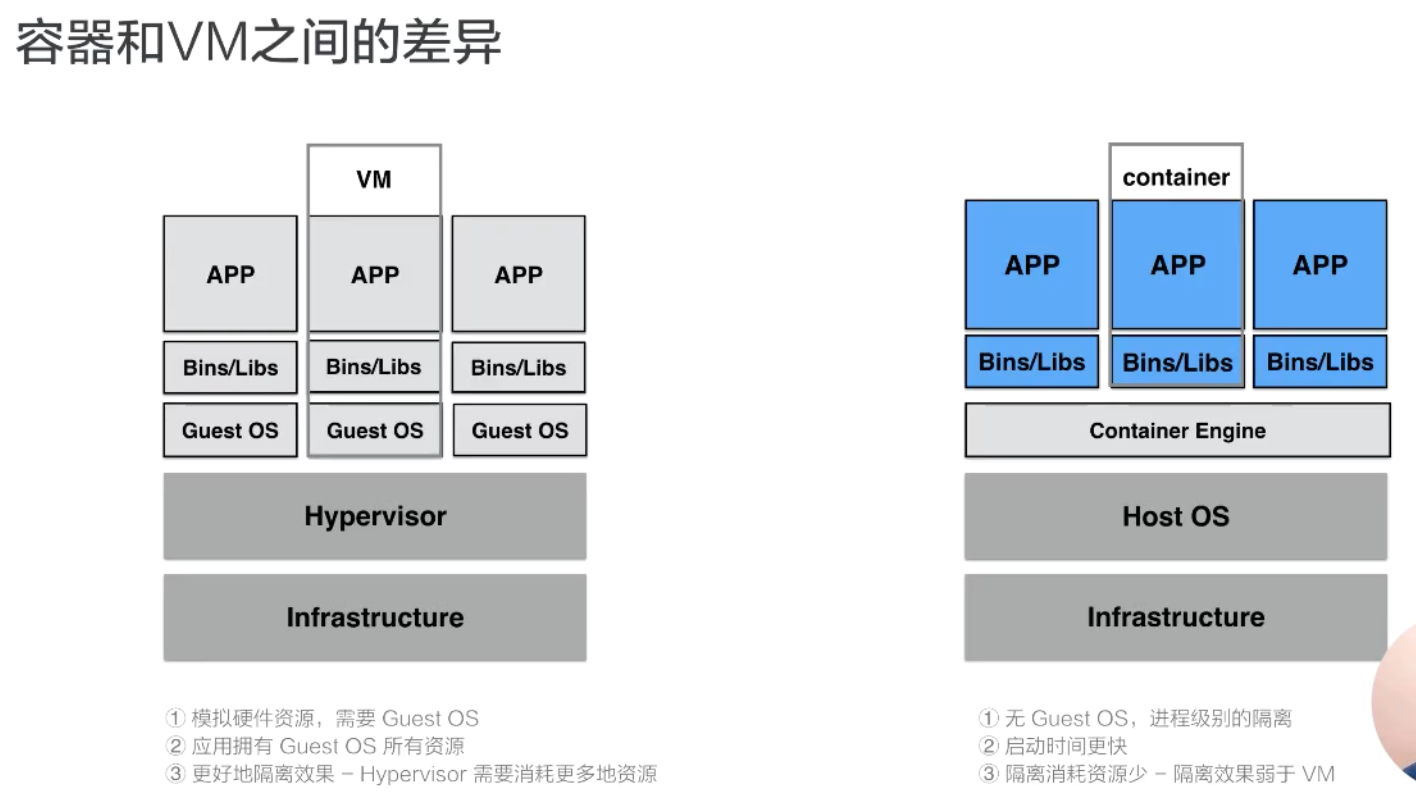 容器和VM之间的差异
VM
APP
APP
APP
Bins/Libs
Bins/Libs
Bins/Libs
Guest OS
Guest OS
Guest OS
Hypervisor
Infrastructure
① 模拟硬件资源，需要 Guest OS
② 应用拥有 Guest OS 所有资源
③ 更好地隔离效果 – Hypervisor 需要消耗更多地资源
container
APP
APP
APP
Bins/Libs
Bins/Libs
Bins/Libs
Container Engine
Host OS
Infrastructure
① 无 Guest OS，进程级别的隔离
② 启动时间更快
③ 隔离消耗资源少 – 隔离效果弱于 VM